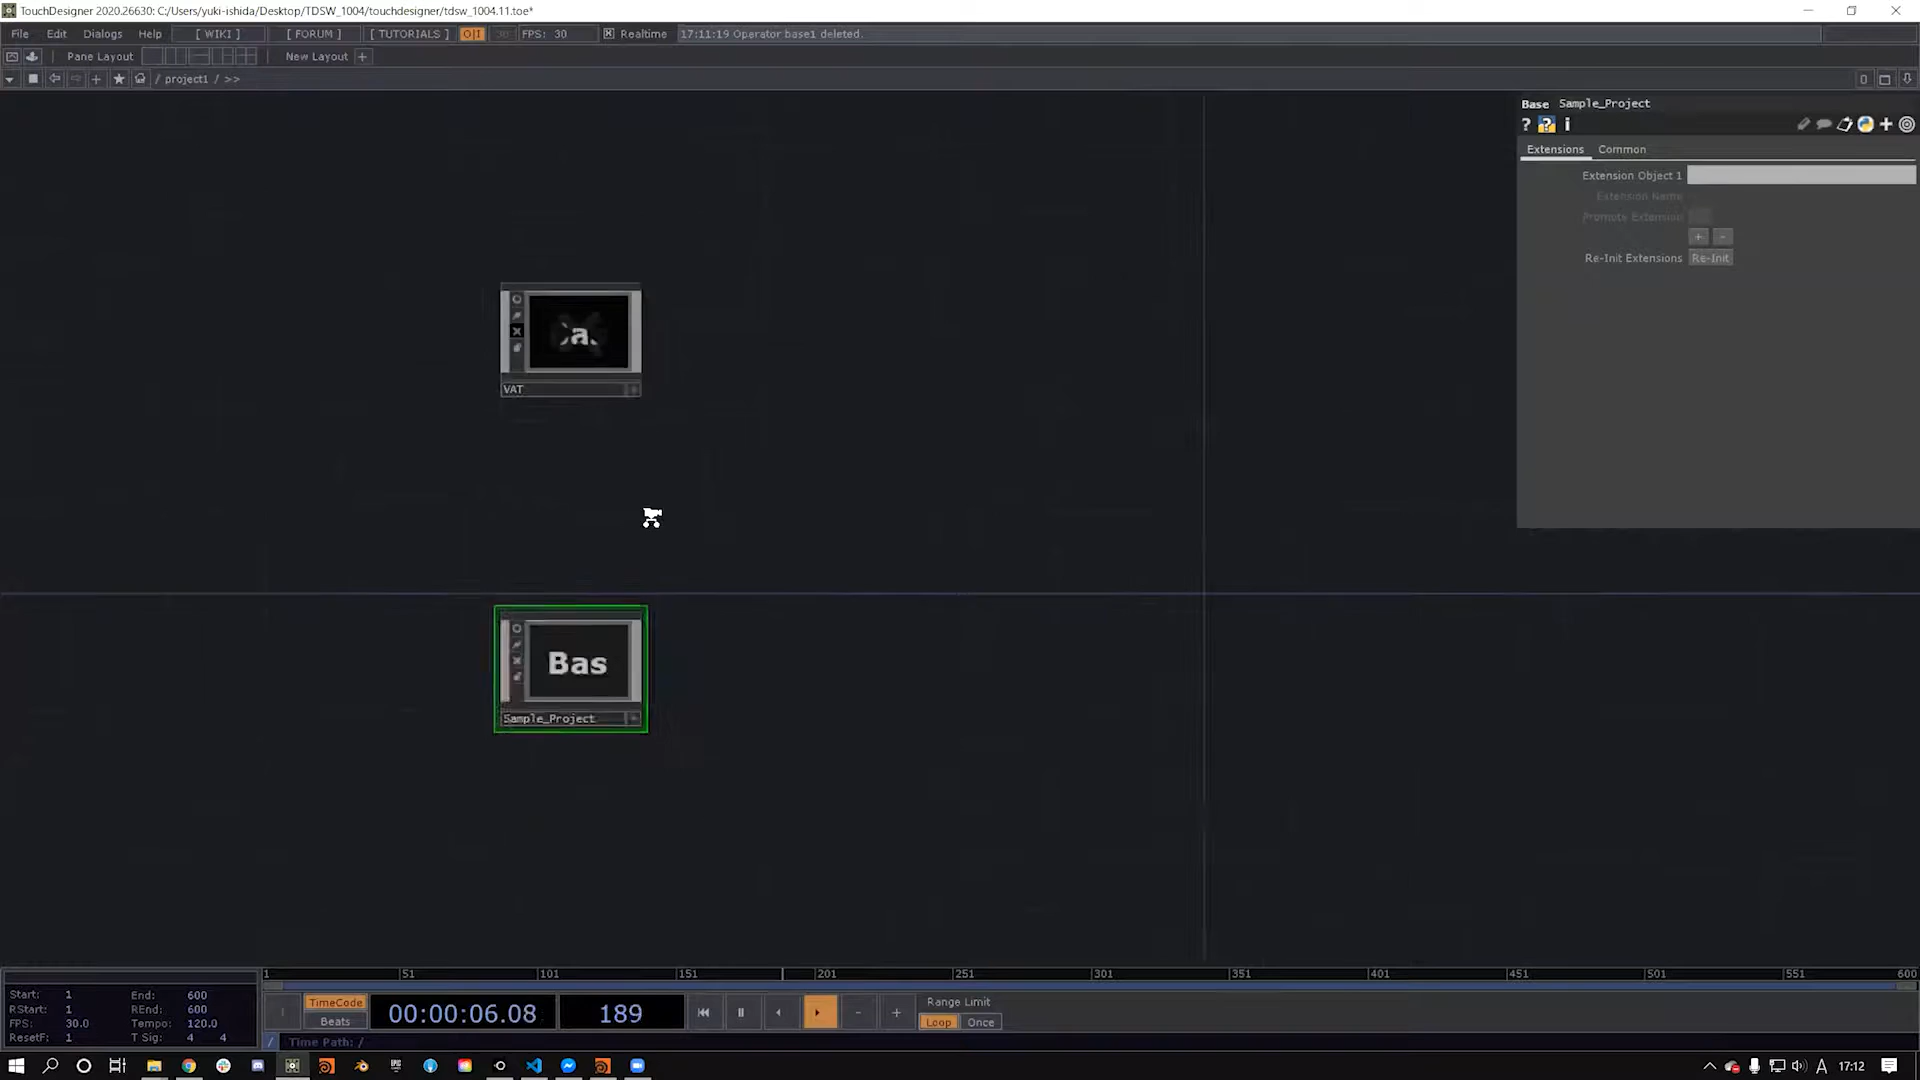 TouchDesigner 2020.26630: C:/Users/yuki-ishida/Desktop/TDSW_1004/touchdesigner/tdsw_1004.11.toe*
File Edit Dialogs Help [ WIKI ] [ FORUM ] [ TUTORIALS ] O|I FPS: 30 Realtime 17:11:19 Operator base1 deleted.
Pane Layout New Layout +
/ project1 / >>
Base Sample_Project
? ? i
Extensions Common
Extension Object 1
Extension Name
Promote Extension
+ -
Re-Init Extensions Re-Init
VAT
Bas
Sample_Project
1 51 101 151 201 251 301 351 401 451 501 551 600
Start: 1 End: 600
RStart: 1 REnd: 600
FPS: 30.0 Tempo: 120.0
ResetF: 1 T Sig: 4 4
TimeCode
Beats
00:00:06.08
189
- +
Range Limit
Loop Once
/ Time Path: /
A 17:12